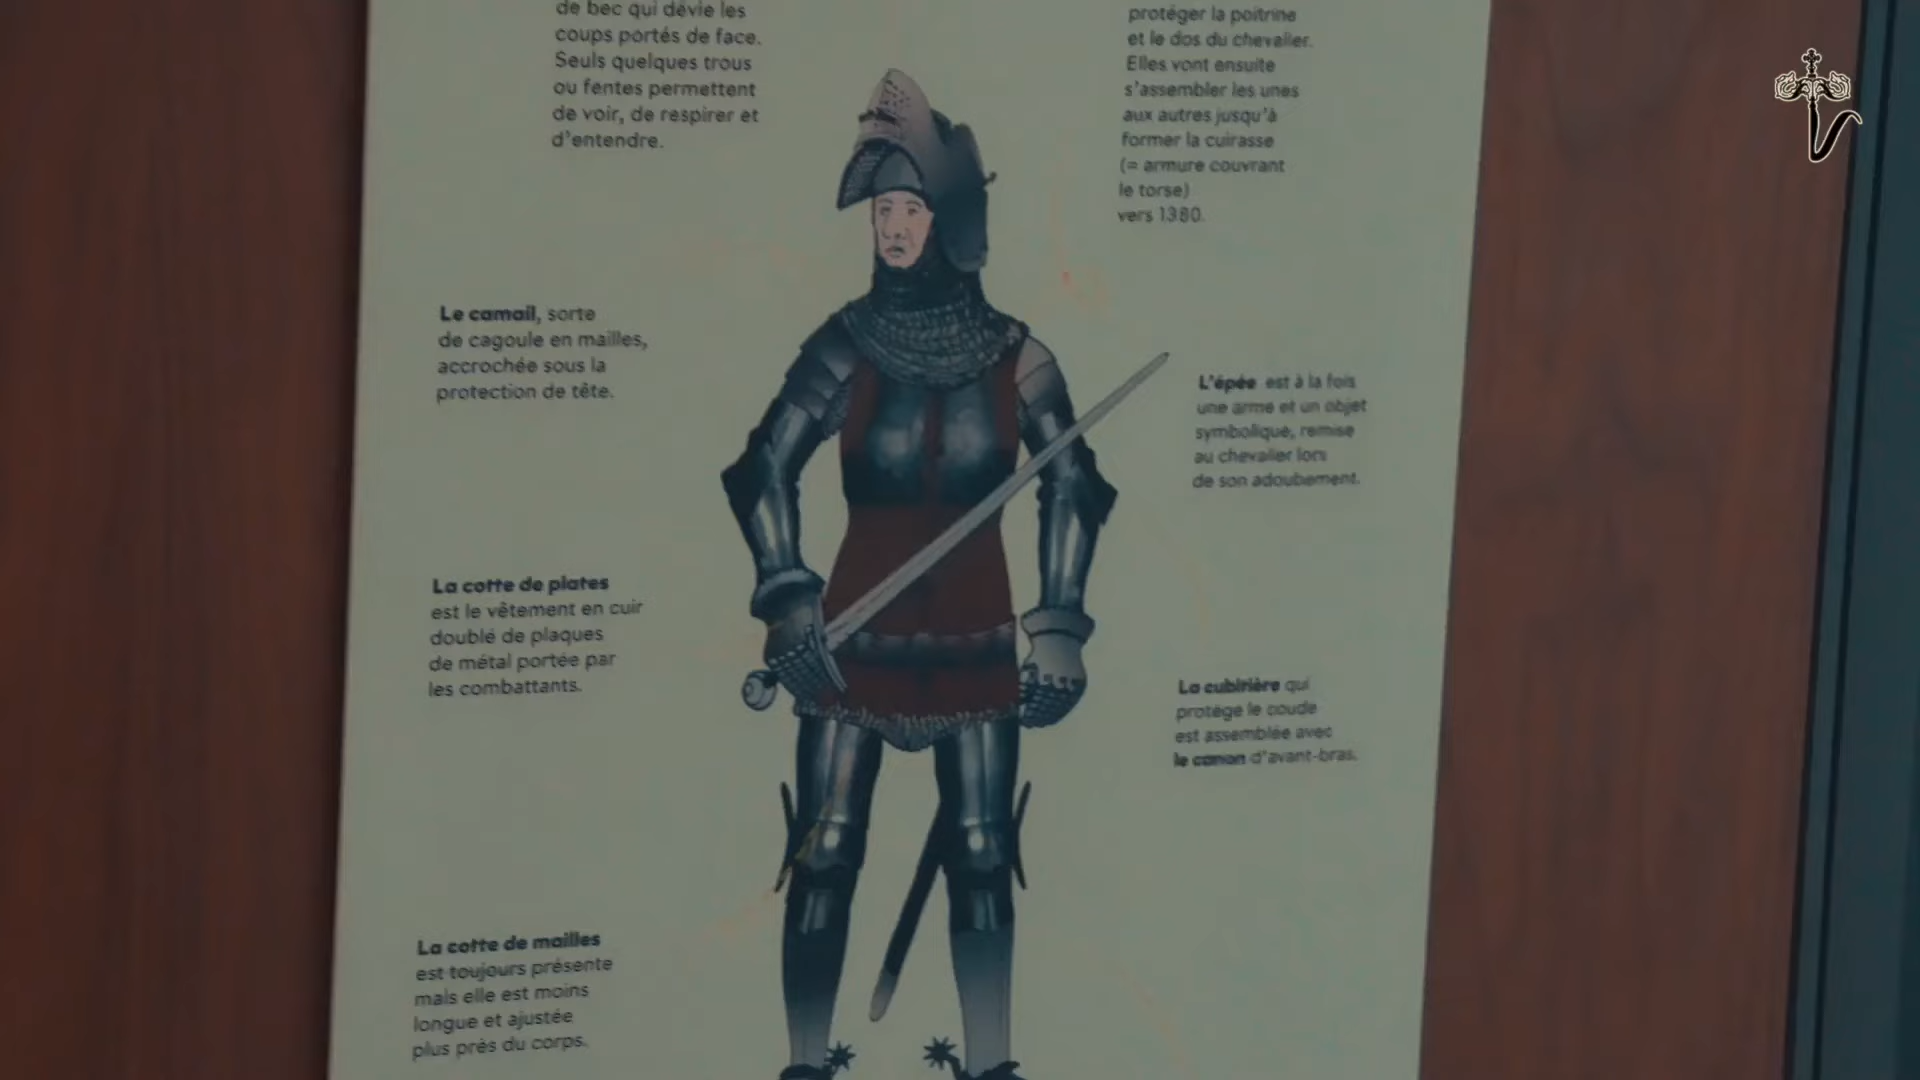 de bec qui dévie les
coups portés de face.
Seuls quelques trous
ou fentes permettent
de voir, de respirer et
d'entendre.
protéger la poitrine
et le dos du chevalier.
Elles vont ensuite
s'assembler les unes
aux autres jusqu'à
former la cuirasse
(= armure couvrant
le torse)
vers 1380.
Le camail, sorte
de cagoule en mailles,
accrochée sous la
protection de tête.
L'épée est à la fois
une arme et un objet
symbolique, remise
au chevalier lors
de son adoubement.
La cotte de plates
est le vêtement en cuir
doublé de plaques
de métal portée par
les combattants.
La cubitière qui
protège le coude
est assemblée avec
le canon d'avant-bras.
La cotte de mailles
est toujours présente
mais elle est moins
longue et ajustée
plus près du corps.